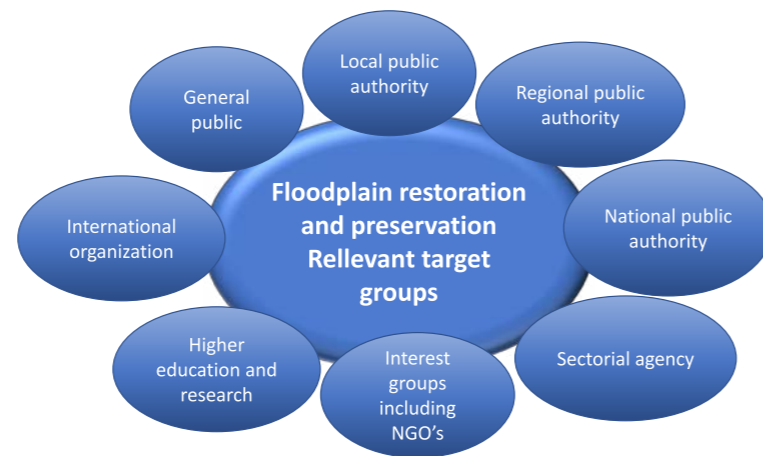 Local public
authority
Regional public
authority
National public
authority
Sectorial agency
Interest
groups
including
NGO's
Higher
education and
research
International
organization
General
public
Floodplain restoration
and preservation
Rellevant target
groups